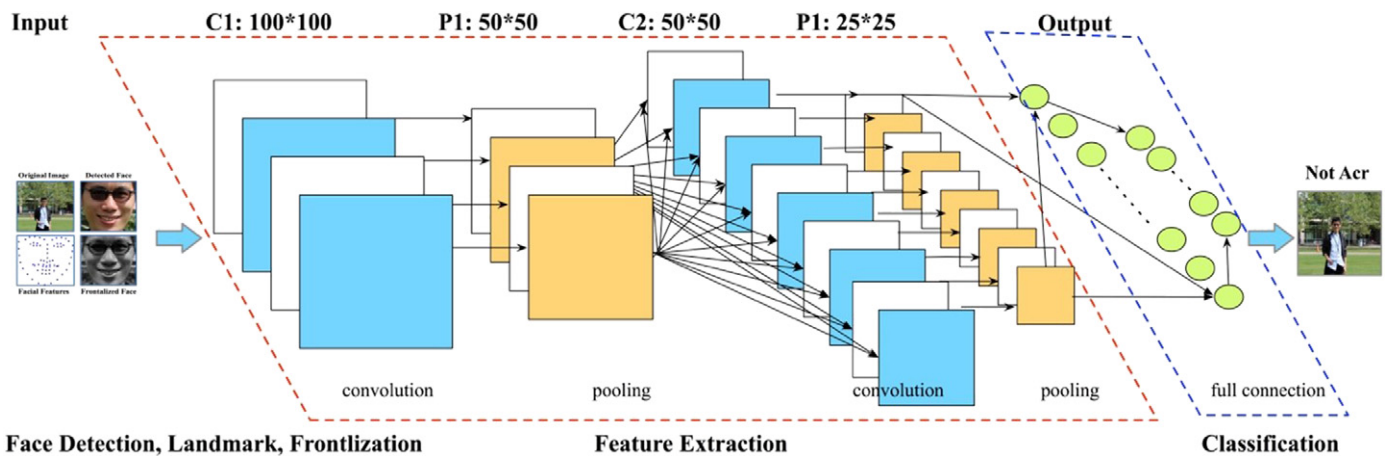 Input
C1: 100*100
P1: 50*50
C2: 50*50
P1: 25*25
Output
Original Image
Detected Face
Facial Features
Frontalized Face
Not Acr
convolution
pooling
convolution
pooling
full connection
Face Detection, Landmark, Frontlization
Feature Extraction
Classification